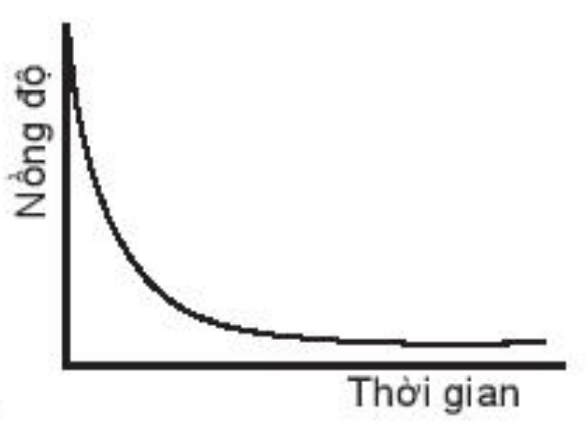 Nồng độ
Thời gian